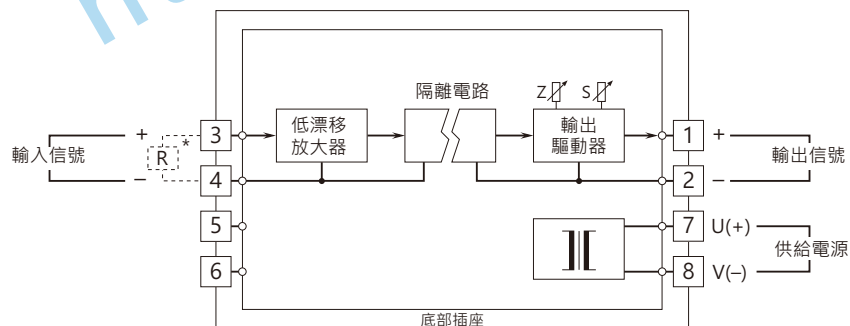 隔離電路
Z
S
低漂移
放大器
輸出
驅動器
輸入信號
+
–
R
*
3
4
5
6
1
2
7
8
+
–
輸出信號
U(+)
V(–)
供給電源
底部插座